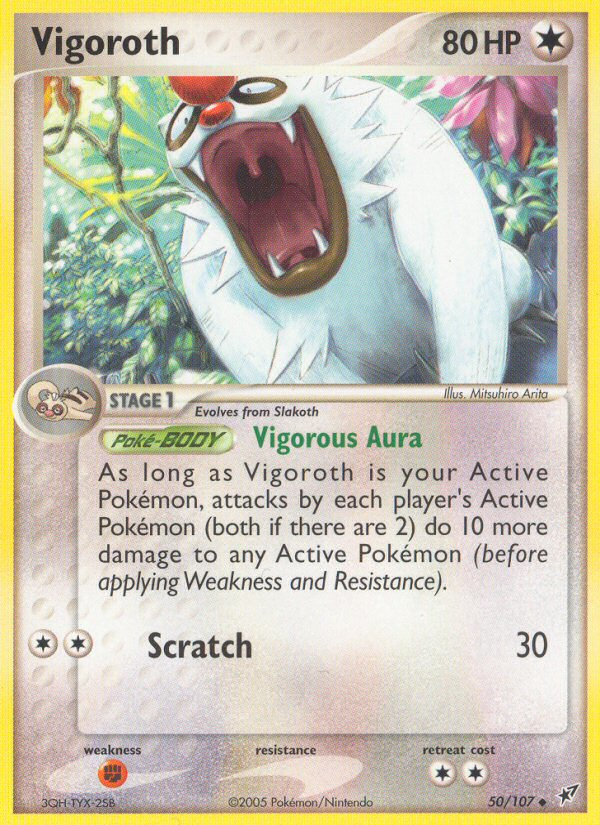 Vigoroth 80 HP
Illus. Mitsuhiro Arita
STAGE 1
Evolves from Slakoth
Poké-BODY Vigorous Aura
As long as Vigoroth is your Active
Pokémon, attacks by each player's Active
Pokémon (both if there are 2) do 10 more
damage to any Active Pokémon (before
applying Weakness and Resistance).
Scratch 30
weakness resistance retreat cost
3QH-TYX-2SB ©2005 Pokémon/Nintendo 50/107